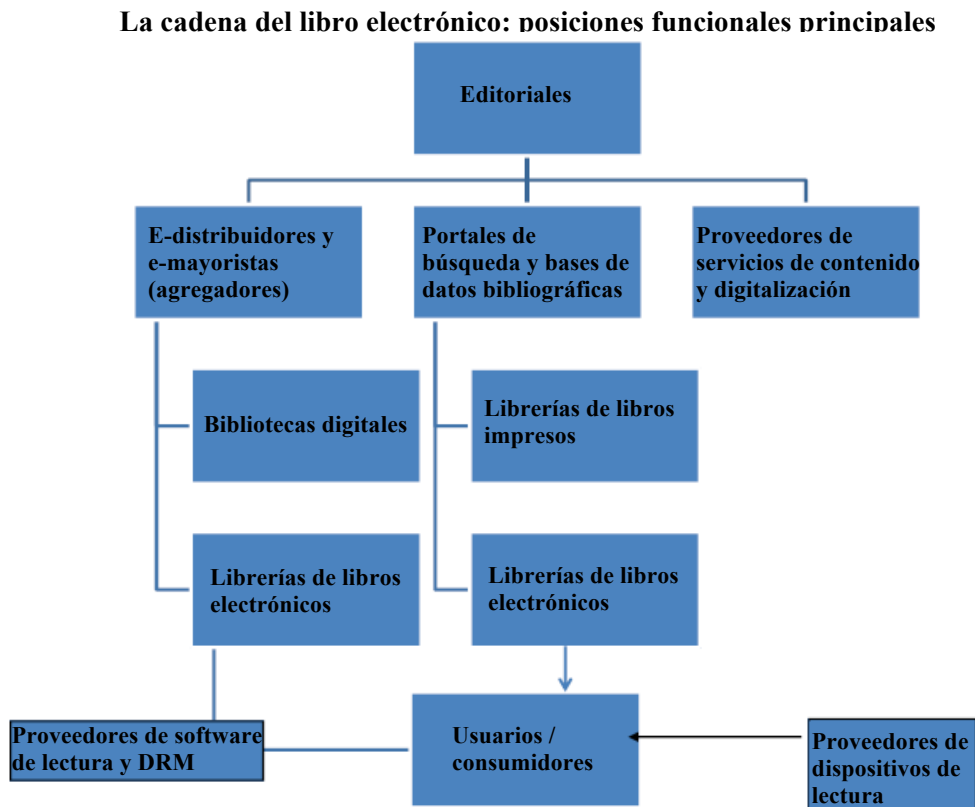 La cadena del libro electrónico: posiciones funcionales principales
Editoriales
E-distribuidores y
e-mayoristas
(agregadores)
Portales de
búsqueda y bases de
datos bibliográficas
Proveedores de
servicios de contenido
y digitalización
Bibliotecas digitales
Librerías de libros
impresos
Librerías de libros
electrónicos
Librerías de libros
electrónicos
Proveedores de software
de lectura y DRM
Usuarios /
consumidores
Proveedores de
dispositivos de
lectura